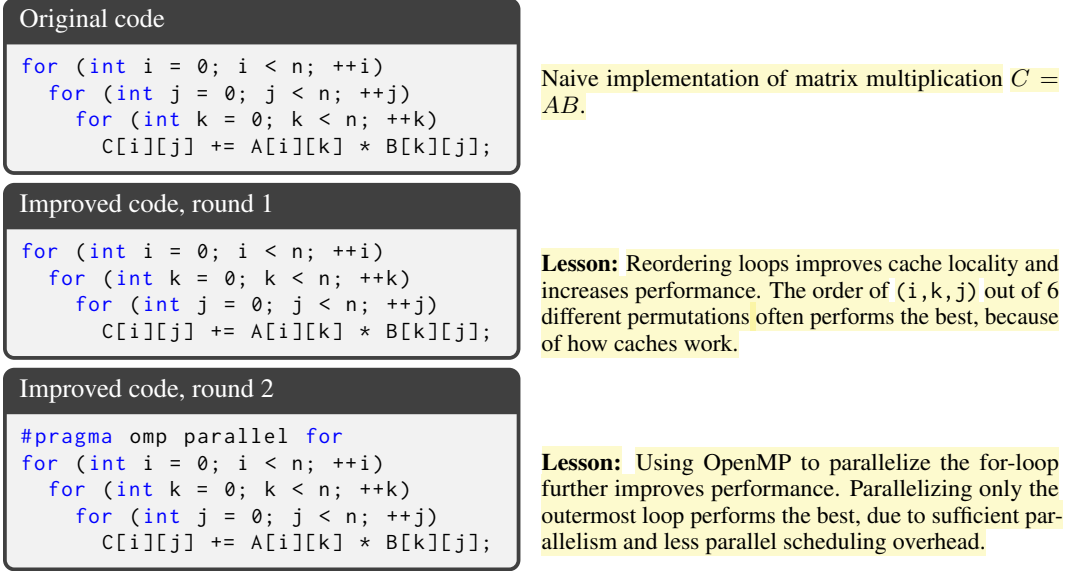 Original code
for (int i = 0; i < n; ++i)
  for (int j = 0; j < n; ++j)
    for (int k = 0; k < n; ++k)
      C[i][j] += A[i][k] * B[k][j];
Naive implementation of matrix multiplication C =
AB.
Improved code, round 1
for (int i = 0; i < n; ++i)
  for (int k = 0; k < n; ++k)
    for (int j = 0; j < n; ++j)
      C[i][j] += A[i][k] * B[k][j];
Lesson: Reordering loops improves cache locality and
increases performance. The order of (i,k,j) out of 6
different permutations often performs the best, because
of how caches work.
Improved code, round 2
#pragma omp parallel for
for (int i = 0; i < n; ++i)
  for (int k = 0; k < n; ++k)
    for (int j = 0; j < n; ++j)
      C[i][j] += A[i][k] * B[k][j];
Lesson: Using OpenMP to parallelize the for-loop
further improves performance. Parallelizing only the
outermost loop performs the best, due to sufficient par-
allelism and less parallel scheduling overhead.